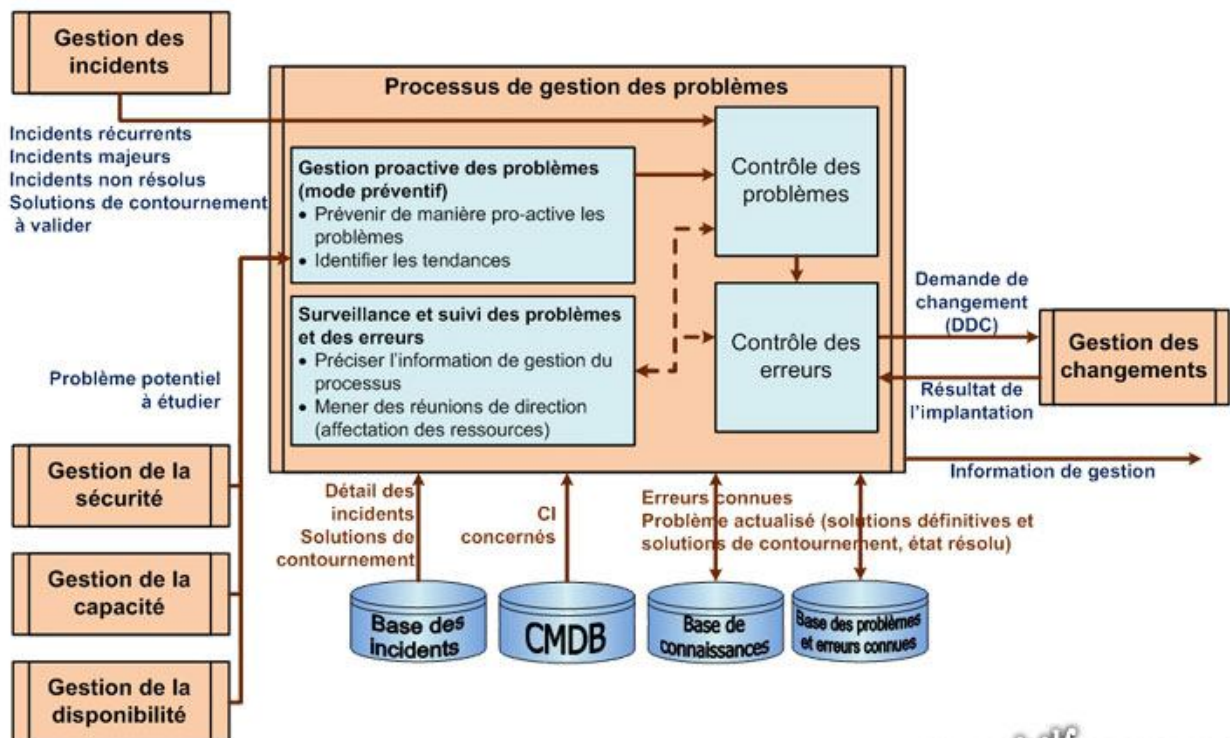 Gestion des
incidents
Processus de gestion des problèmes
Incidents récurrents
Incidents majeurs
Incidents non résolus
Solutions de contournement
à valider
Gestion proactive des problèmes
(mode préventif)
• Prévenir de manière pro-active les
problèmes
• Identifier les tendances
Contrôle des
problèmes
Surveillance et suivi des problèmes
et des erreurs
• Préciser l'information de gestion du
processus
• Mener des réunions de direction
(affectation des ressources)
Contrôle des
erreurs
Demande de
changement
(DDC)
Gestion des
changements
Résultat de
l'implantation
Problème potentiel
à étudier
Information de gestion
Gestion de la
sécurité
Gestion de la
capacité
Gestion de la
disponibilité
Détail des
incidents
Solutions de
contournement
CI
concernés
Erreurs connues
Problème actualisé (solutions définitives et
solutions de contournement, état résolu)
Base des
incidents
CMDB
Base de
connaissances
Base des problèmes
et erreurs connues